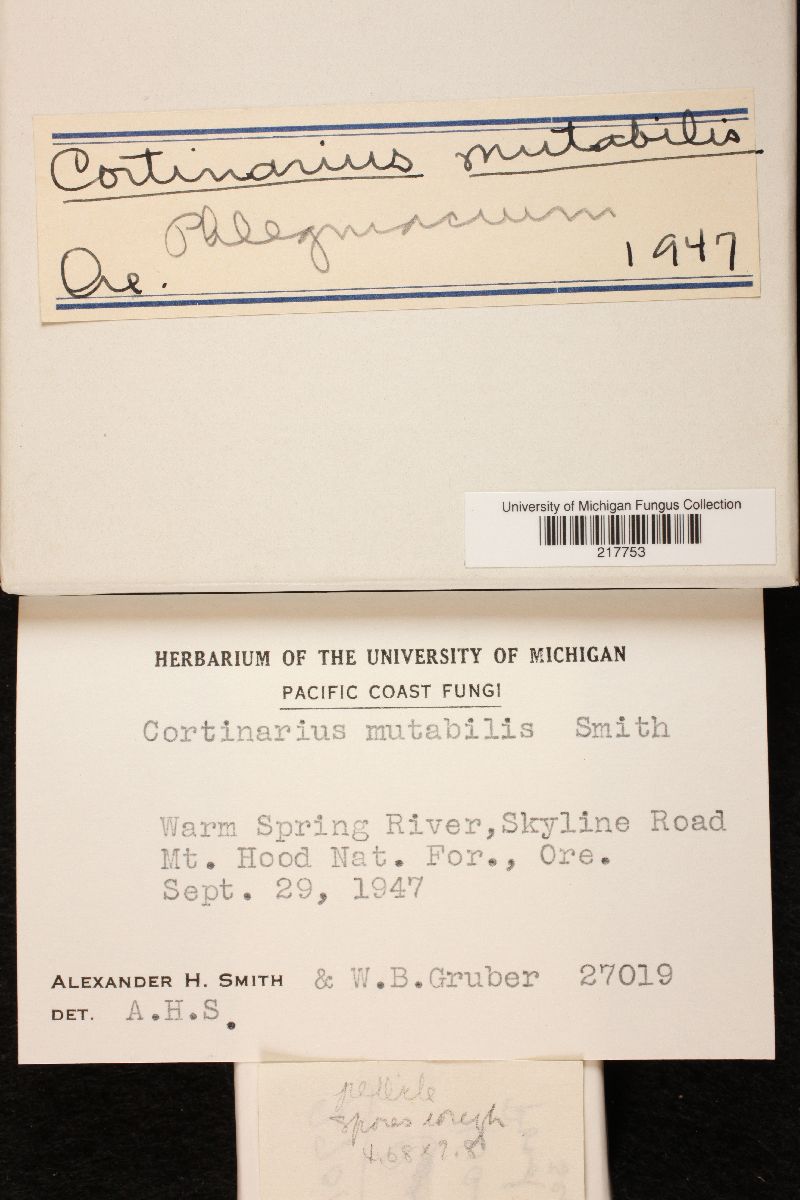 Cortinarius mutabilis
Phlegmacium
Ore. 1947
University of Michigan Fungus Collection
217753
HERBARIUM OF THE UNIVERSITY OF MICHIGAN
PACIFIC COAST FUNGI
Cortinarius mutabilis Smith
Warm Spring River,Skyline Road
Mt. Hood Nat. For., Ore.
Sept. 29, 1947
ALEXANDER H. SMITH & W.B.Gruber 27019
DET. A.H.S.
pellicle
spores rough